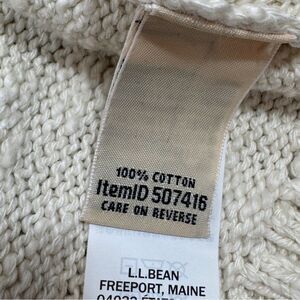 100% COTTON
ItemID 507416
CARE ON REVERSE
L.L.BEAN
FREEPORT, MAINE